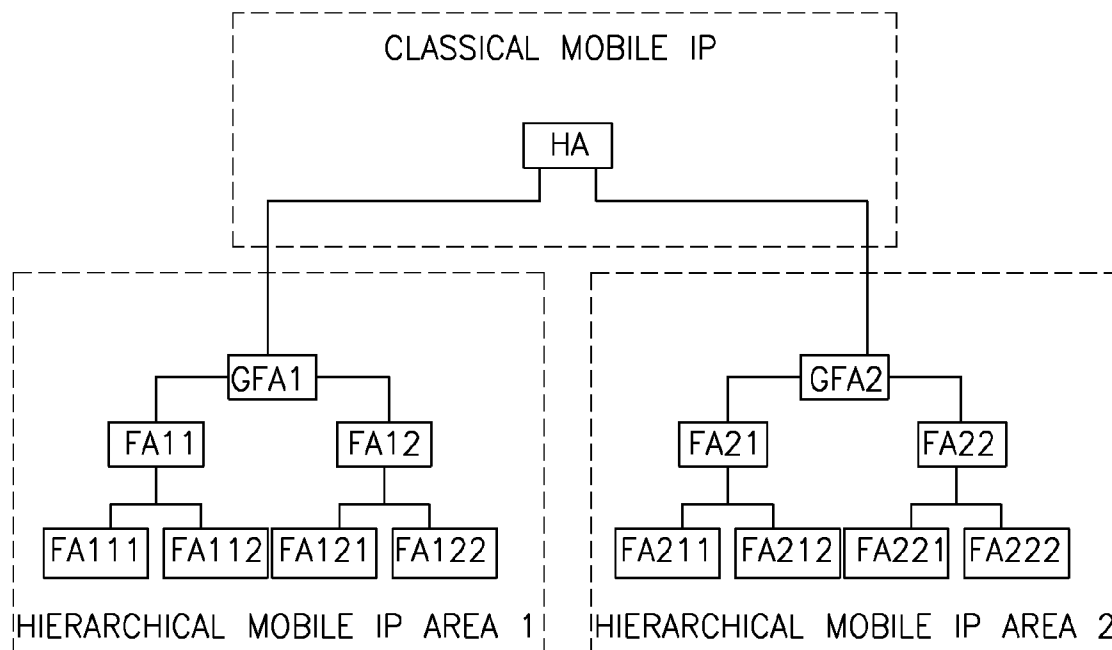 CLASSICAL MOBILE IP
HA
GFA1
GFA2
FA11
FA12
FA21
FA22
FA111
FA112
FA121
FA122
FA211
FA212
FA221
FA222
HIERARCHICAL MOBILE IP AREA 1
HIERARCHICAL MOBILE IP AREA 2